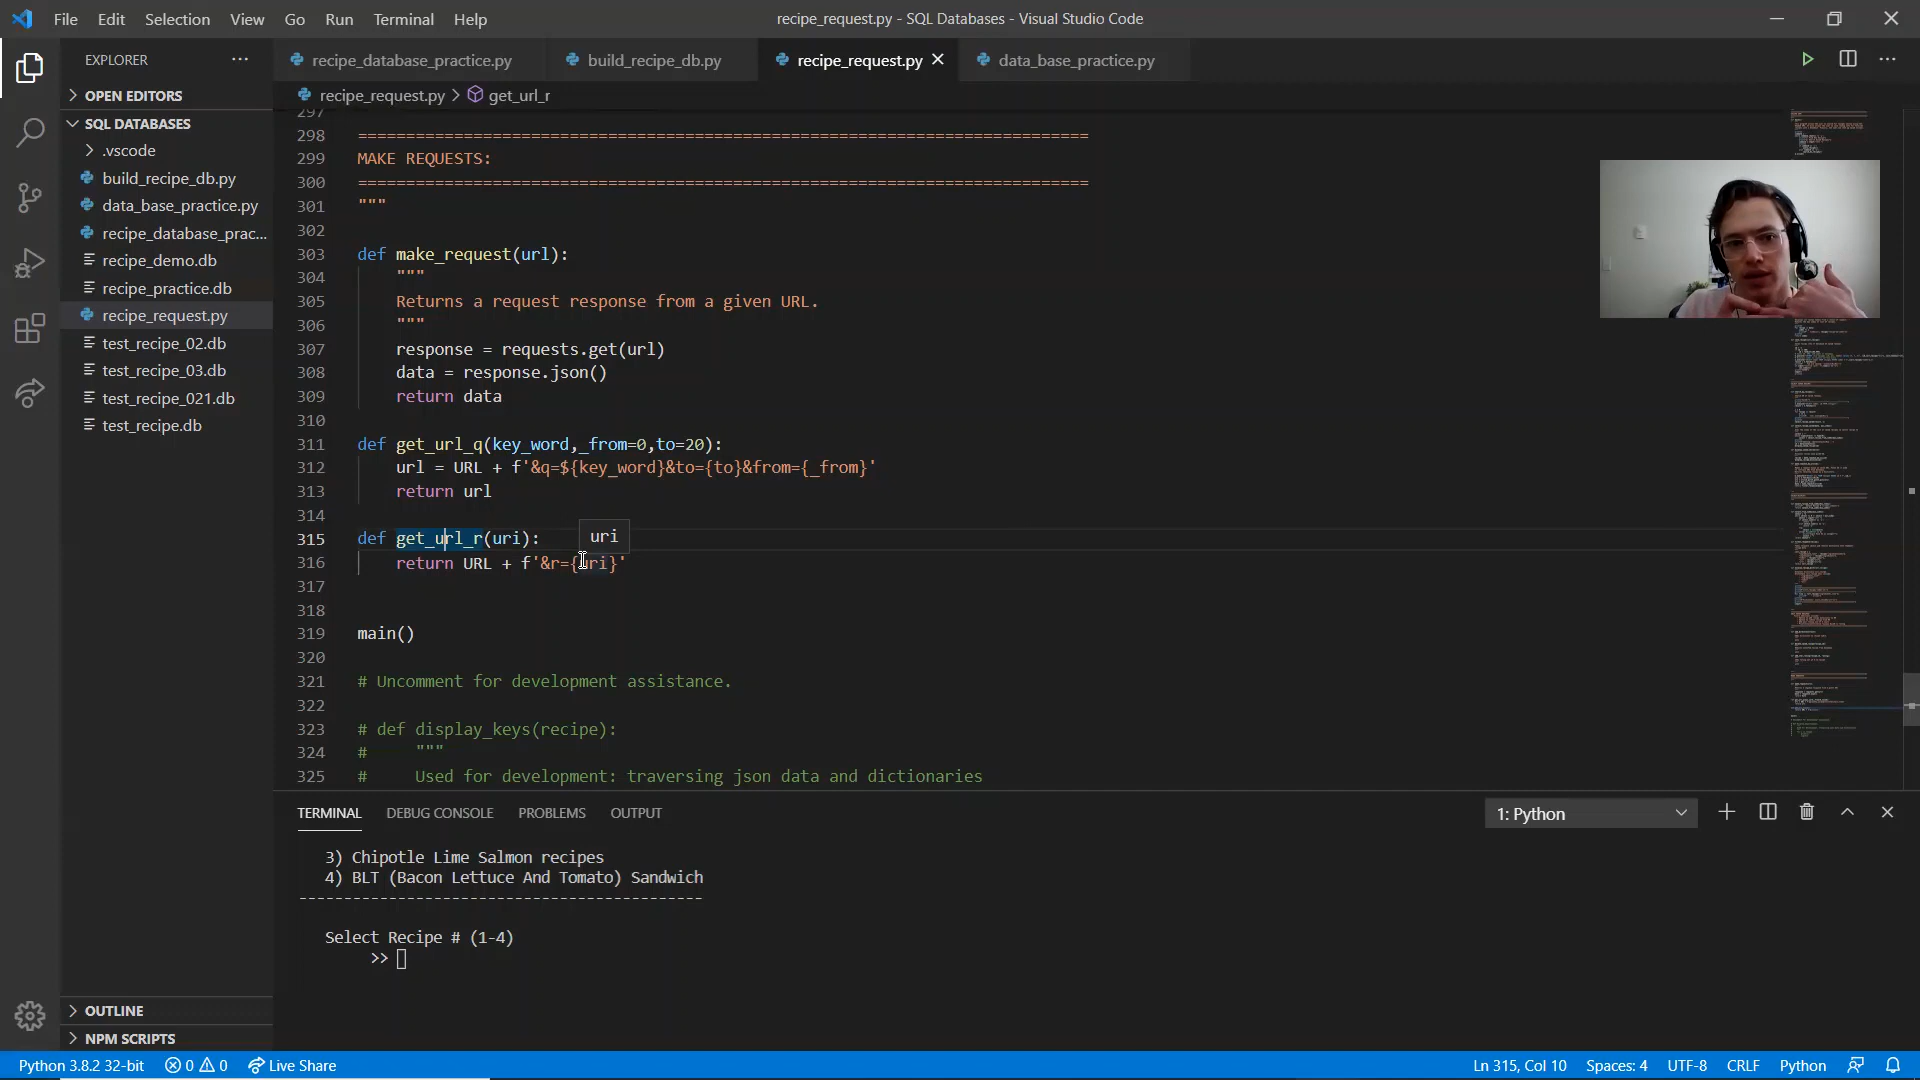 File Edit Selection View Go Run Terminal Help
recipe_request.py - SQL Databases - Visual Studio Code
EXPLORER
recipe_database_practice.py
build_recipe_db.py
recipe_request.py
data_base_practice.py
OPEN EDITORS
SQL DATABASES
.vscode
build_recipe_db.py
data_base_practice.py
recipe_database_prac...
recipe_demo.db
recipe_practice.db
recipe_request.py
test_recipe_02.db
test_recipe_03.db
test_recipe_021.db
test_recipe.db
OUTLINE
NPM SCRIPTS
recipe_request.py > get_url_r
297
298 ============================================================================
299 MAKE REQUESTS:
300 ============================================================================
301 """
302
303 def make_request(url):
304 """
305 Returns a request response from a given URL.
306 """
307 response = requests.get(url)
308 data = response.json()
309 return data
310
311 def get_url_q(key_word,_from=0,to=20):
312 url = URL + f'&q=${key_word}&to={to}&from={_from}'
313 return url
314
315 def get_url_r(uri):
uri
316 return URL + f'&r={uri}'
317
318
319 main()
320
321 # Uncomment for development assistance.
322
323 # def display_keys(recipe):
324 # """
325 # Used for development: traversing json data and dictionaries
TERMINAL DEBUG CONSOLE PROBLEMS OUTPUT
1: Python
3) Chipotle Lime Salmon recipes
4) BLT (Bacon Lettuce And Tomato) Sandwich
---------------------------------------------
Select Recipe # (1-4)
>>
Python 3.8.2 32-bit 0 0 Live Share
Ln 315, Col 10 Spaces: 4 UTF-8 CRLF Python